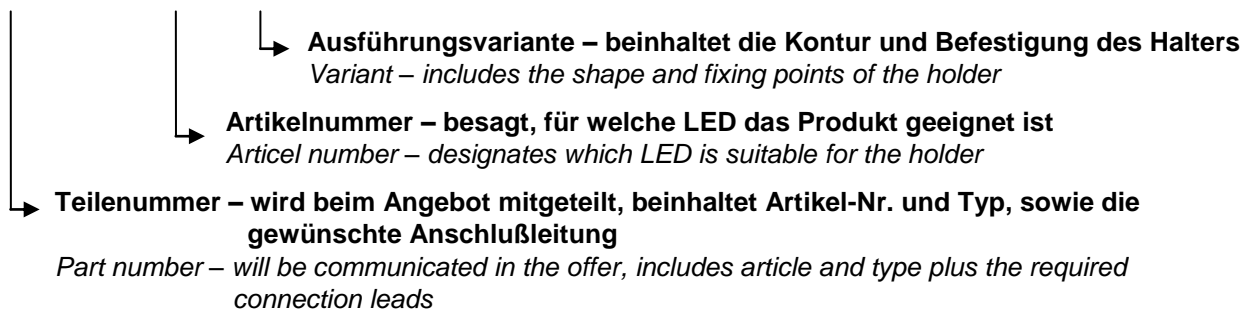 Ausführungsvariante – beinhaltet die Kontur und Befestigung des Halters
Variant – includes the shape and fixing points of the holder
Artikelnummer – besagt, für welche LED das Produkt geeignet ist
Articel number – designates which LED is suitable for the holder
Teilenummer – wird beim Angebot mitgeteilt, beinhaltet Artikel-Nr. und Typ, sowie die
gewünschte Anschlußleitung
Part number – will be communicated in the offer, includes article and type plus the required
connection leads